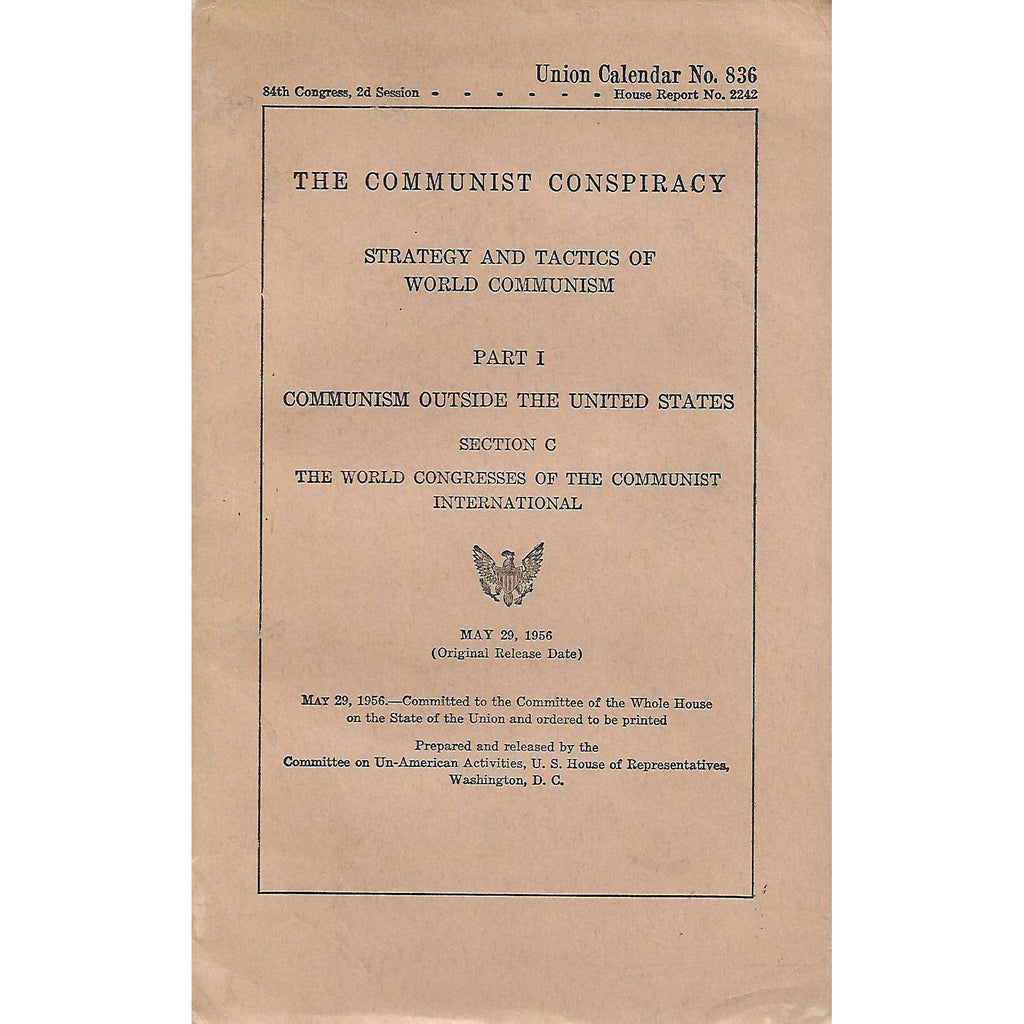 Union Calendar No. 836
84th Congress, 2d Session - - - - - - House Report No. 2242
THE COMMUNIST CONSPIRACY
STRATEGY AND TACTICS OF
WORLD COMMUNISM
PART I
COMMUNISM OUTSIDE THE UNITED STATES
SECTION C
THE WORLD CONGRESSES OF THE COMMUNIST
INTERNATIONAL
MAY 29, 1956
(Original Release Date)
MAY 29, 1956.—Committed to the Committee of the Whole House
on the State of the Union and ordered to be printed
Prepared and released by the
Committee on Un-American Activities, U. S. House of Representatives,
Washington, D. C.